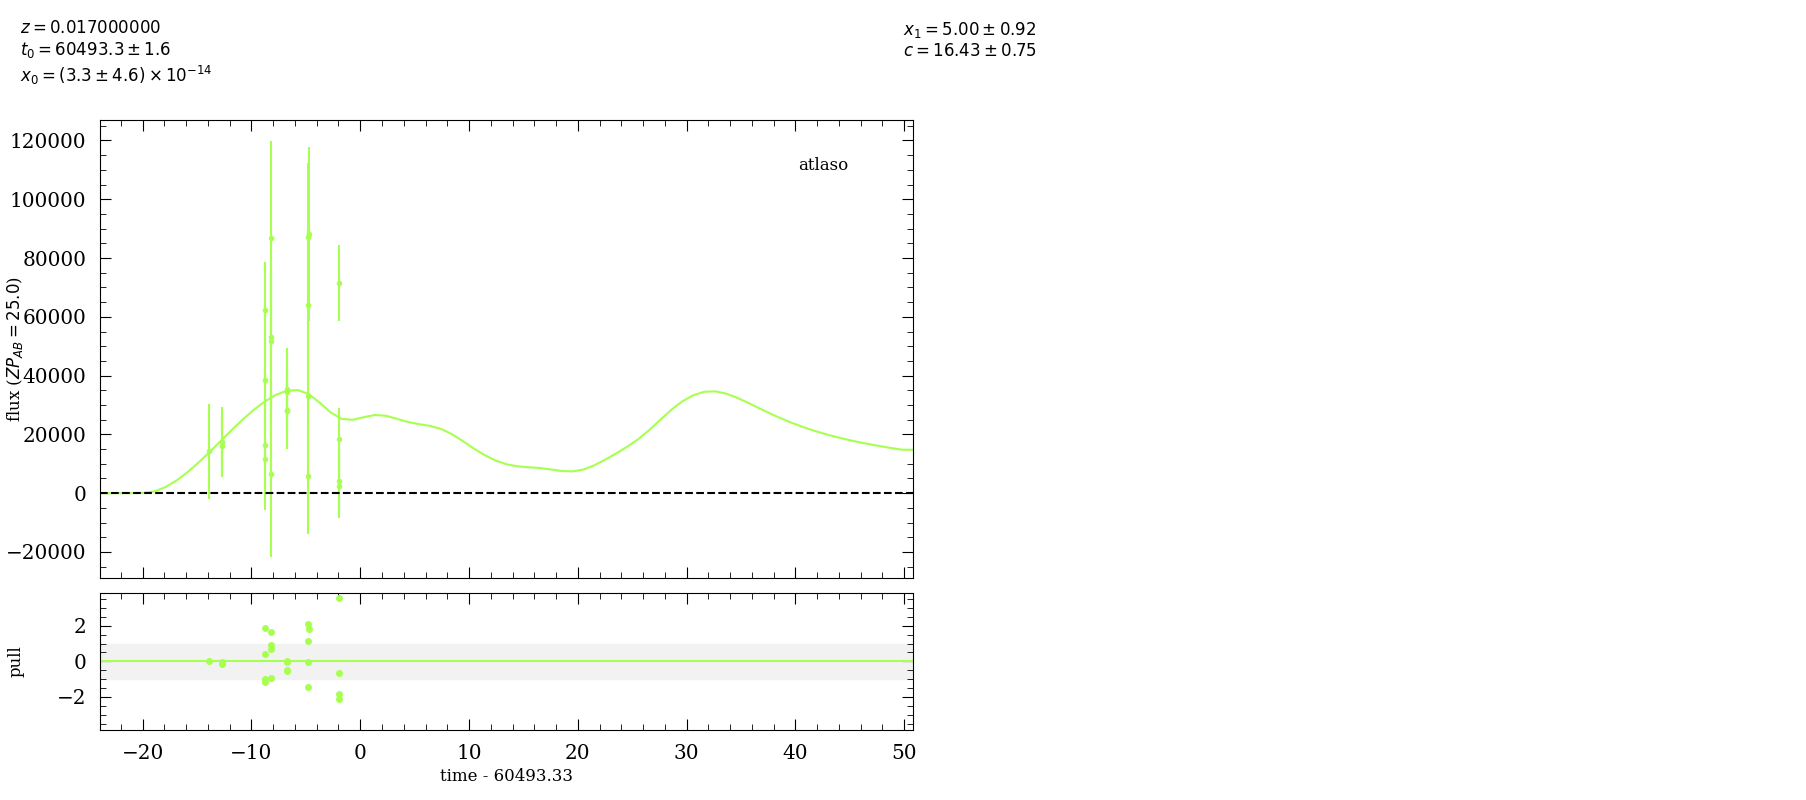 z = 0.017000000
t₀ = 60493.3 ± 1.6
x₀ = (3.3 ± 4.6) × 10⁻¹⁴
x₁ = 5.00 ± 0.92
c = 16.43 ± 0.75
atlaso
flux (ZP_AB = 25.0)
120000
100000
80000
60000
40000
20000
0
−20000
pull
2
0
−2
−20 −10 0 10 20 30 40 50
time - 60493.33